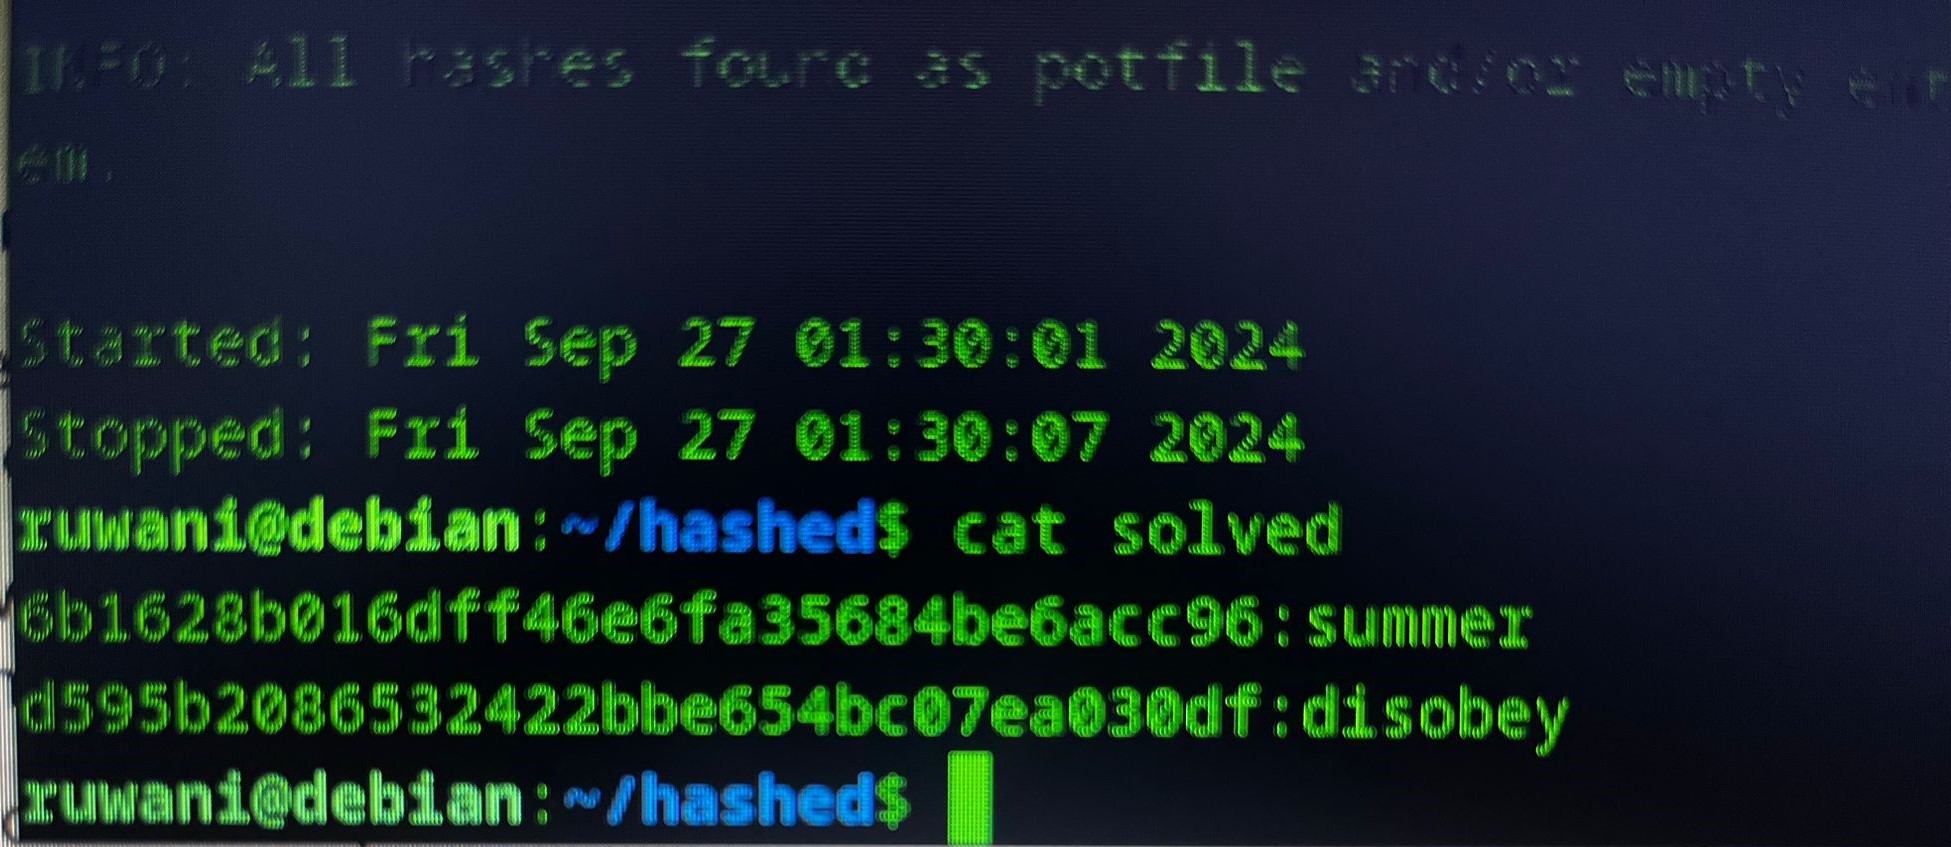 INFO: All hashes found as potfile and/or empty
em.
Started: Fri Sep 27 01:30:01 2024
Stopped: Fri Sep 27 01:30:07 2024
ruwani@debian:~/hashed$ cat solved
6b1628b016dff46e6fa35684be6acc96:summer
d595b2086532422bbe654bc07ea030df:disobey
ruwani@debian:~/hashed$